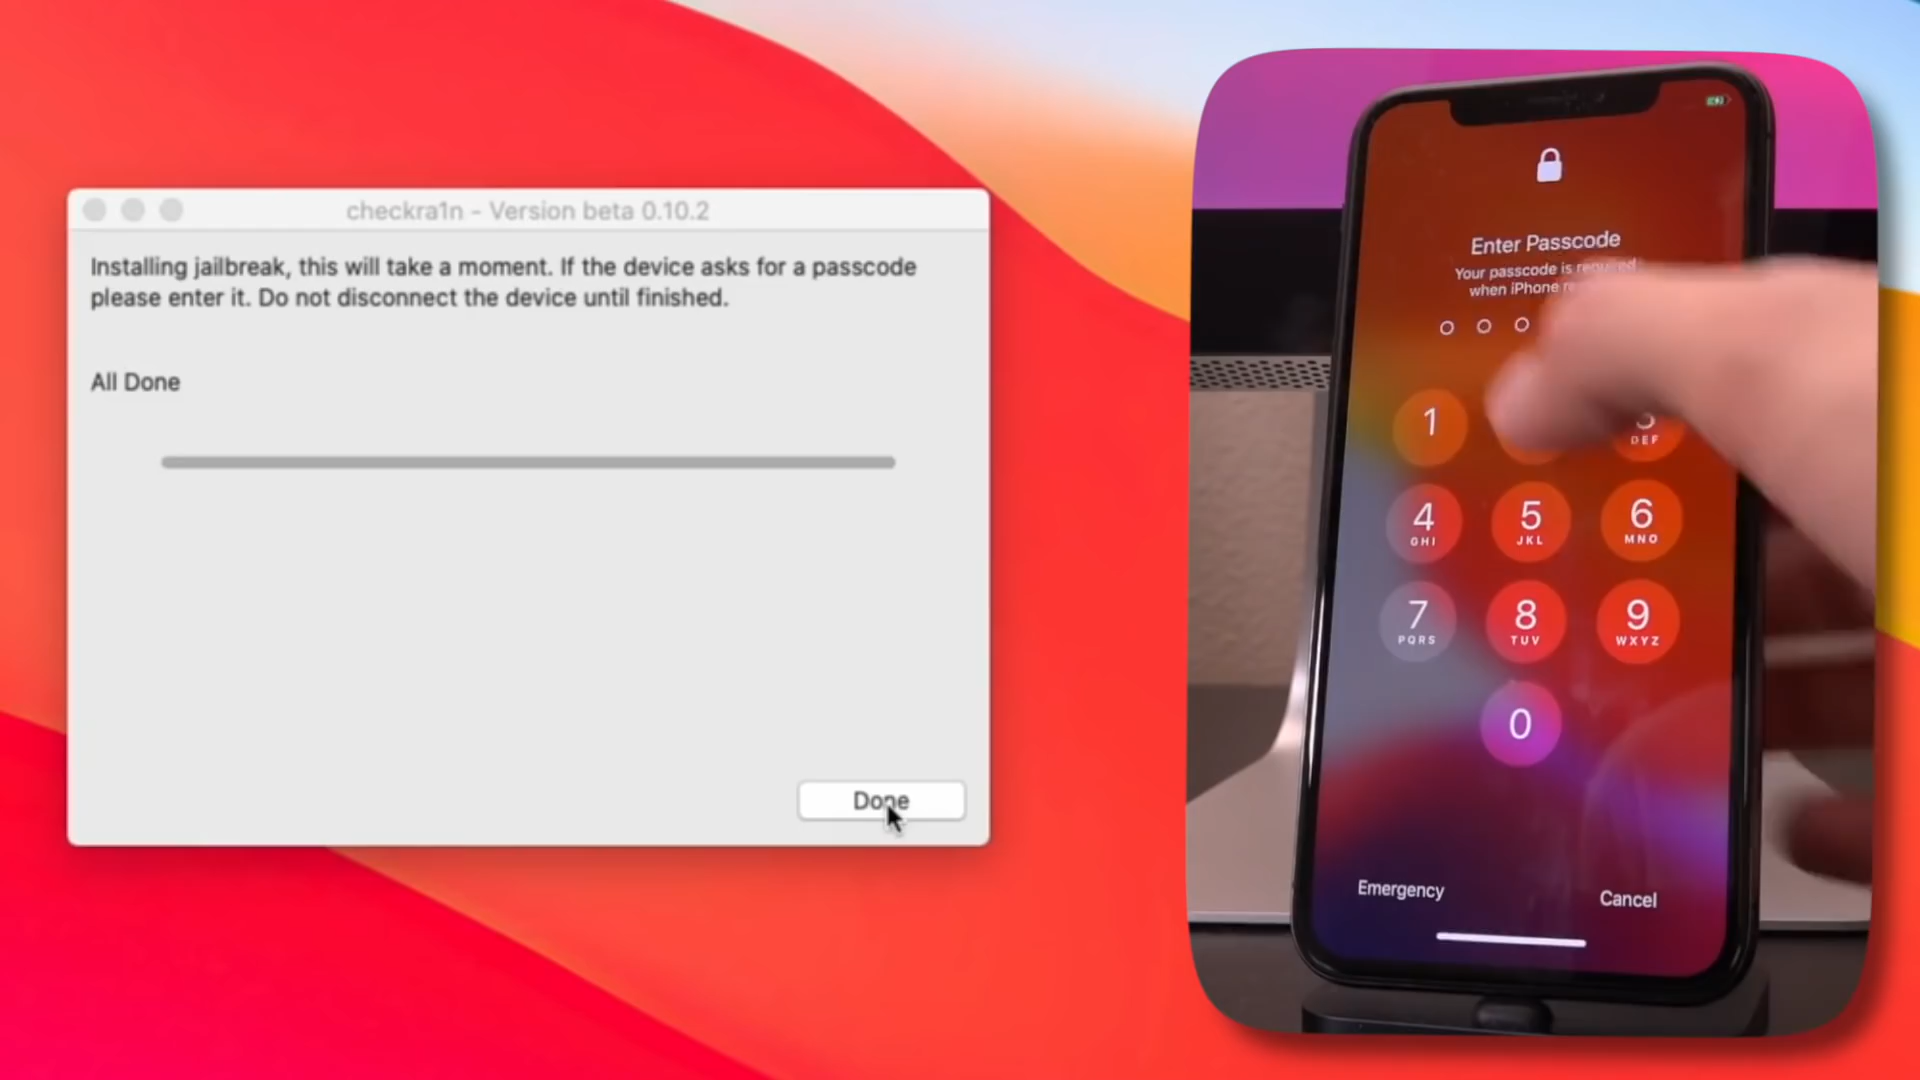 checkra1n - Version beta 0.10.2
Installing jailbreak, this will take a moment. If the device asks for a passcode
please enter it. Do not disconnect the device until finished.
All Done
Done
Enter Passcode
Your passcode is required
when iPhone
1
3
DEF
4
GHI
5
JKL
6
MNO
7
PQRS
8
TUV
9
WXYZ
0
Emergency
Cancel